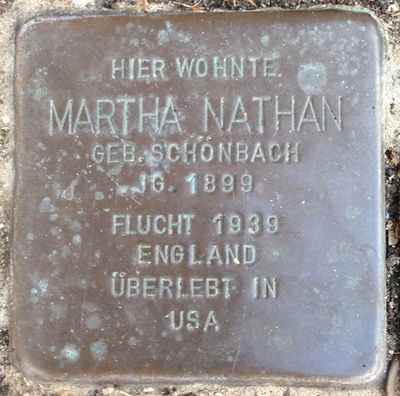 HIER WOHNTE
MARTHA NATHAN
GEB. SCHÖNBACH
JG. 1899
FLUCHT 1939
ENGLAND
ÜBERLEBT IN
USA